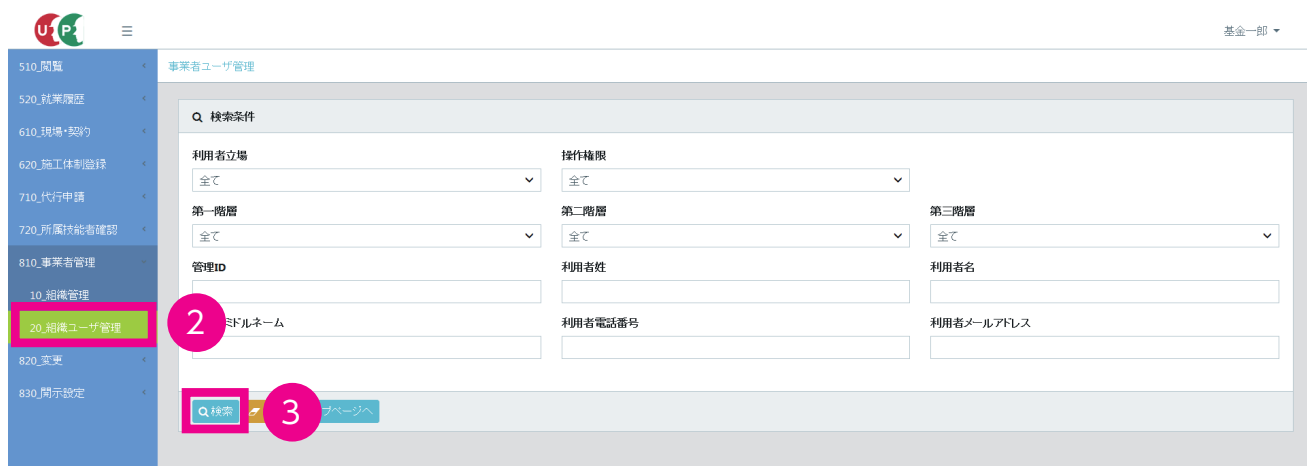 UP
基金一郎
510_閲覧
520_就業履歴
610_現場・契約
620_施工体制登録
710_代行申請
720_所属技能者確認
810_事業者管理
10_組織管理
20_組織ユーザ管理
820_変更
830_開示設定
事業者ユーザ管理
検索条件
利用者立場
操作権限
全て
全て
第一階層
第二階層
第三階層
全て
全て
全て
管理ID
利用者姓
利用者名
2
ミドルネーム
利用者電話番号
利用者メールアドレス
検索
3
プページへ